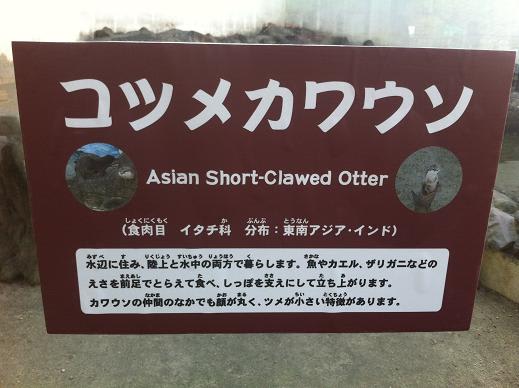 コツメカワウソ
Asian Short-Clawed Otter
(食肉目 イタチ科 分布:東南アジア・インド)
水辺に住み、陸上と水中の両方で暮らします。魚やカエル、ザリガニなどの
えさを前足でとらえて食べ、しっぽを支えにして立ち上がります。
カワウソの仲間のなかでも顔が丸く、ツメが小さい特徴があります。